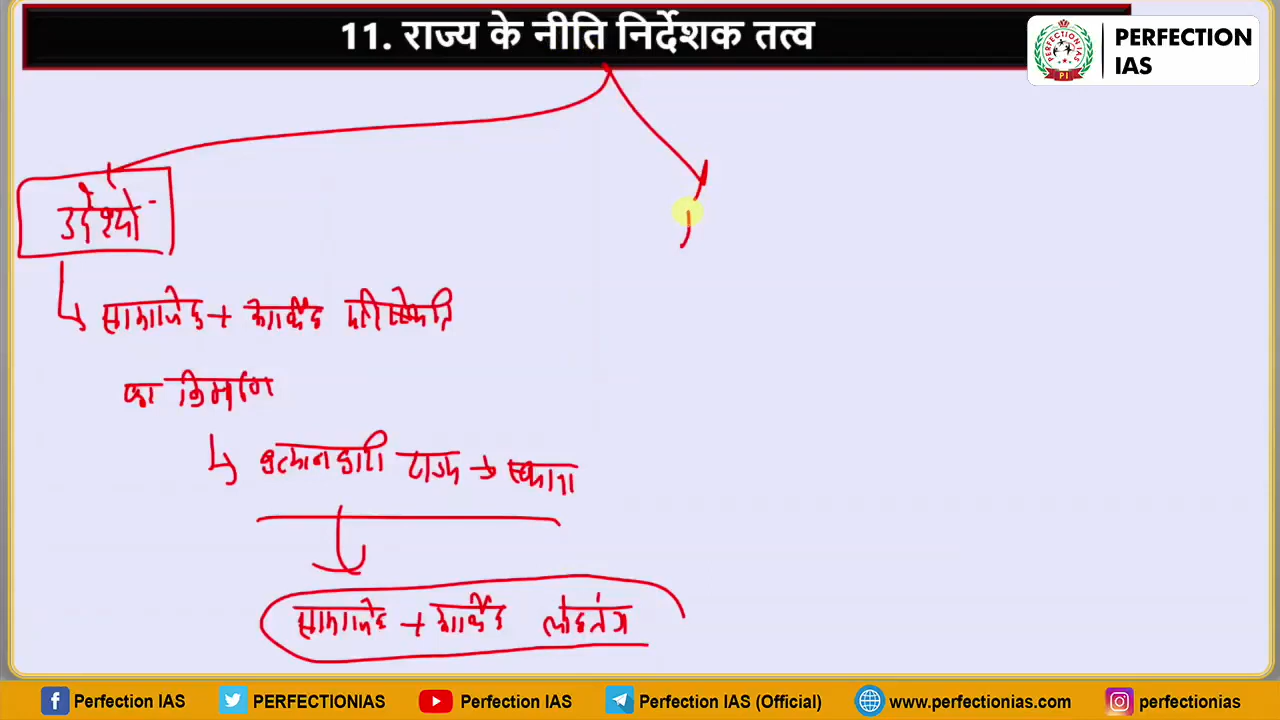 11. राज्य के नीति निर्देशक तत्व
PERFECTION
IAS
उद्देश्यो
सामाजिक + आर्थिक परिस्थिति
का निर्माण
कल्याणकारी राज्य → स्थापना
सामाजिक + आर्थिक लोकतंत्र
Perfection IAS
PERFECTIONIAS
Perfection IAS
Perfection IAS (Official)
www.perfectionias.com
perfectionias